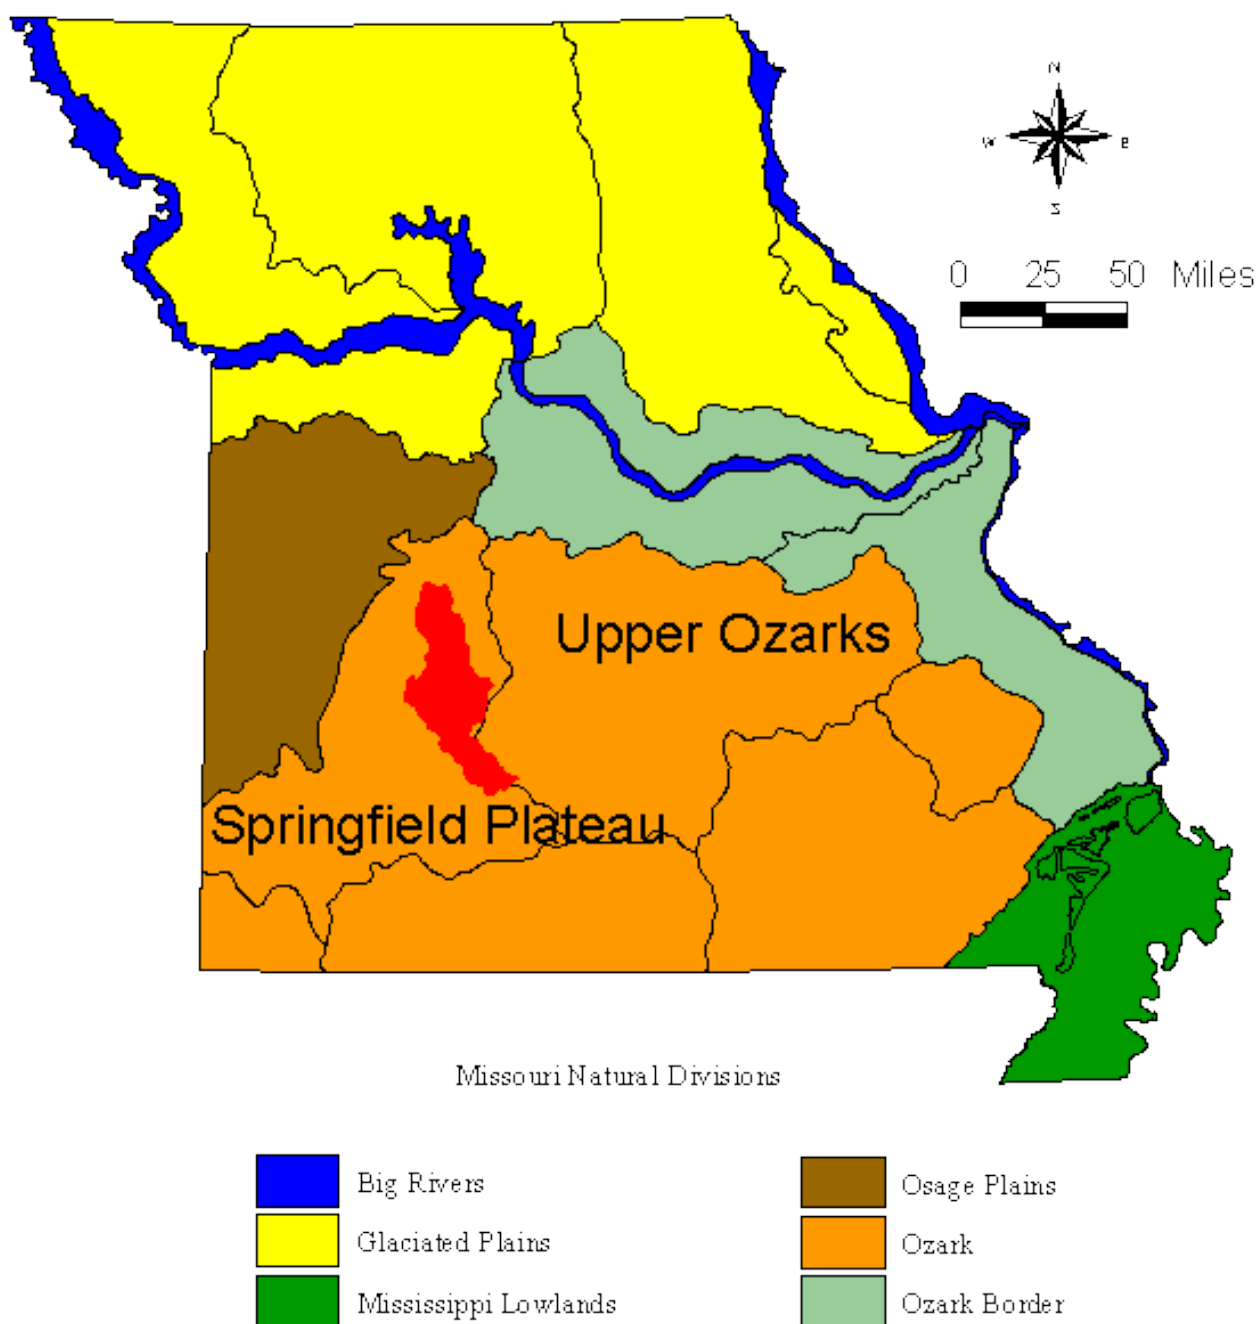 N
W E
S
0 25 50 Miles
Upper Ozarks
Springfield Plateau
Missouri Natural Divisions
Big Rivers
Glaciated Plains
Mississippi Lowlands
Osage Plains
Ozark
Ozark Border